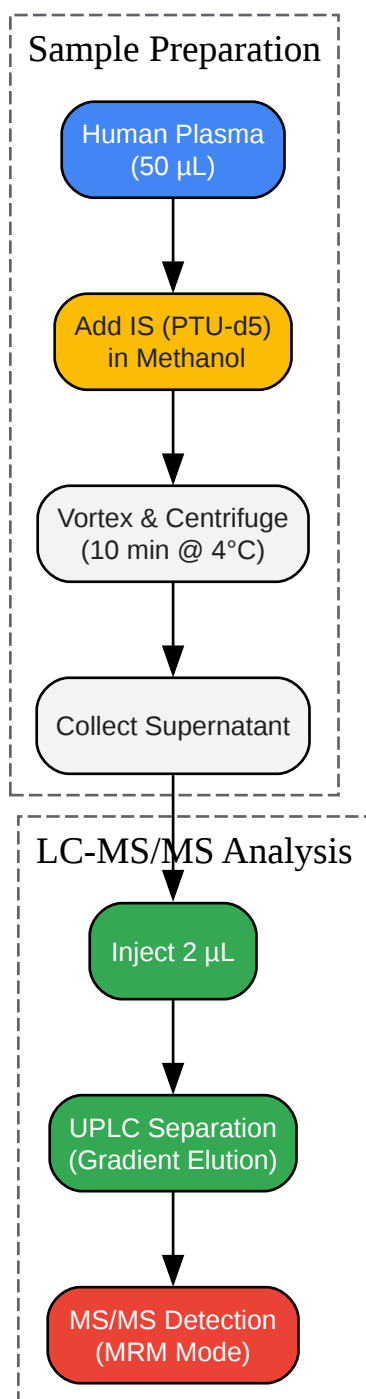 Sample Preparation
Human Plasma
(50 µL)
Add IS (PTU-d5)
in Methanol
Vortex & Centrifuge
(10 min @ 4°C)
Collect Supernatant
LC-MS/MS Analysis
Inject 2 µL
UPLC Separation
(Gradient Elution)
MS/MS Detection
(MRM Mode)